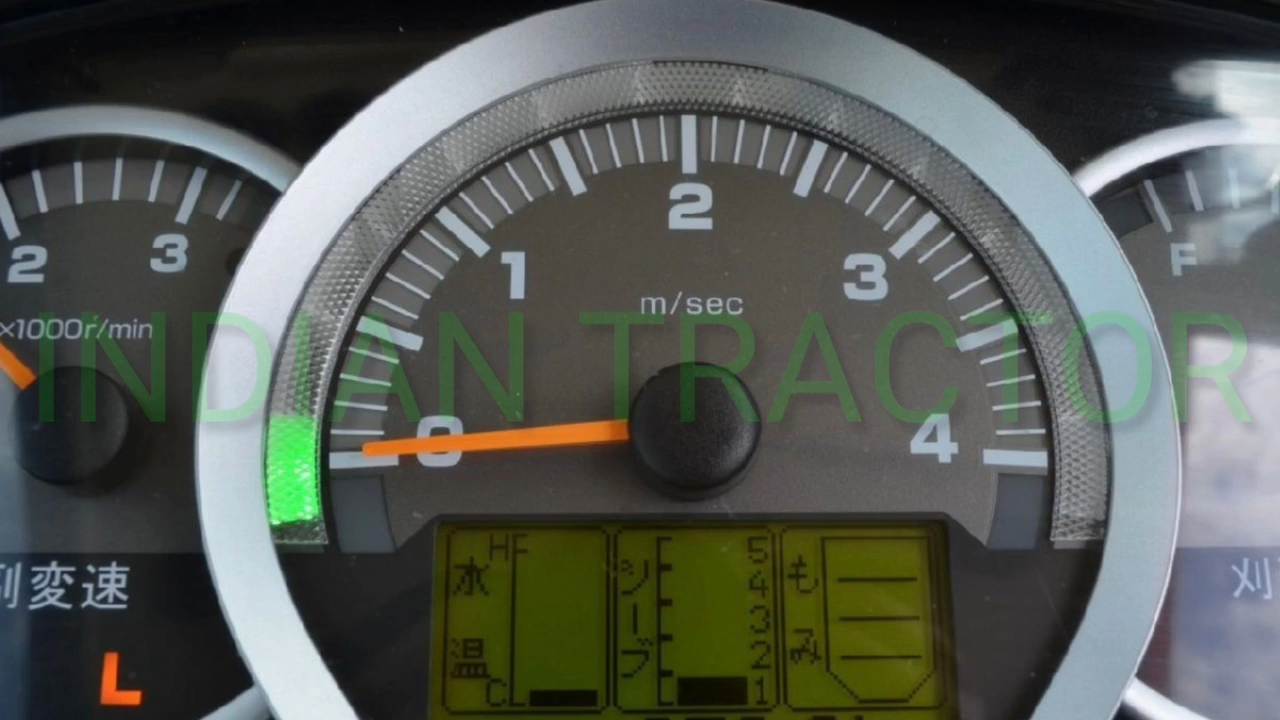 2 3
×1000r/min
副変速
L
0 1 2 3 4
m/sec
F
INDIAN TRACTOR
水温
H
C
シーブ
5
4
3
2
1
もみ
刈